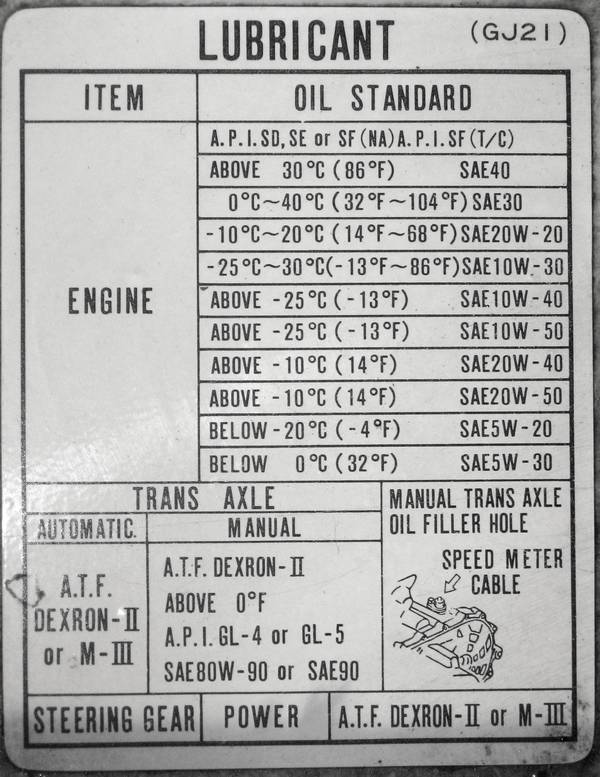 LUBRICANT (GJ21)
ITEM OIL STANDARD
ENGINE
A.P.I.SD,SE or SF(NA)A.P.I.SF(T/C)
ABOVE 30°C (86°F) SAE40
0°C~40°C (32°F~104°F) SAE30
-10°C~20°C (14°F~68°F) SAE20W-20
-25°C~30°C(-13°F~86°F) SAE10W-30
ABOVE -25°C (-13°F) SAE10W-40
ABOVE -25°C (-13°F) SAE10W-50
ABOVE -10°C (14°F) SAE20W-40
ABOVE -10°C (14°F) SAE20W-50
BELOW -20°C (-4°F) SAE5W-20
BELOW 0°C (32°F) SAE5W-30
TRANS AXLE
AUTOMATIC. MANUAL
A.T.F.
DEXRON-II
or M-III
A.T.F. DEXRON-II
ABOVE 0°F
A.P.I. GL-4 or GL-5
SAE80W-90 or SAE90
MANUAL TRANS AXLE
OIL FILLER HOLE
SPEED METER
CABLE
STEERING GEAR POWER A.T.F. DEXRON-II or M-III